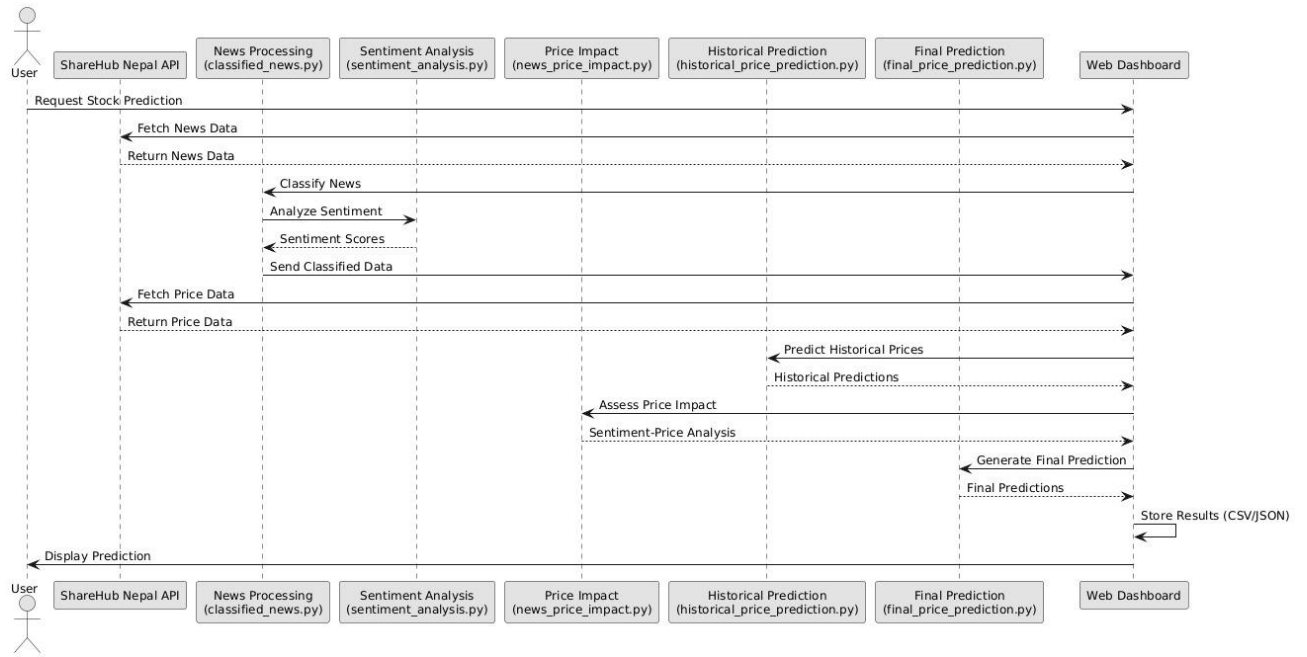 User
ShareHub Nepal API
News Processing
(classified_news.py)
Sentiment Analysis
(sentiment_analysis.py)
Price Impact
(news_price_impact.py)
Historical Prediction
(historical_price_prediction.py)
Final Prediction
(final_price_prediction.py)
Web Dashboard
Request Stock Prediction
Fetch News Data
Return News Data
Classify News
Analyze Sentiment
Sentiment Scores
Send Classified Data
Fetch Price Data
Return Price Data
Predict Historical Prices
Historical Predictions
Assess Price Impact
Sentiment-Price Analysis
Generate Final Prediction
Final Predictions
Store Results (CSV/JSON)
Display Prediction
User
ShareHub Nepal API
News Processing
(classified_news.py)
Sentiment Analysis
(sentiment_analysis.py)
Price Impact
(news_price_impact.py)
Historical Prediction
(historical_price_prediction.py)
Final Prediction
(final_price_prediction.py)
Web Dashboard